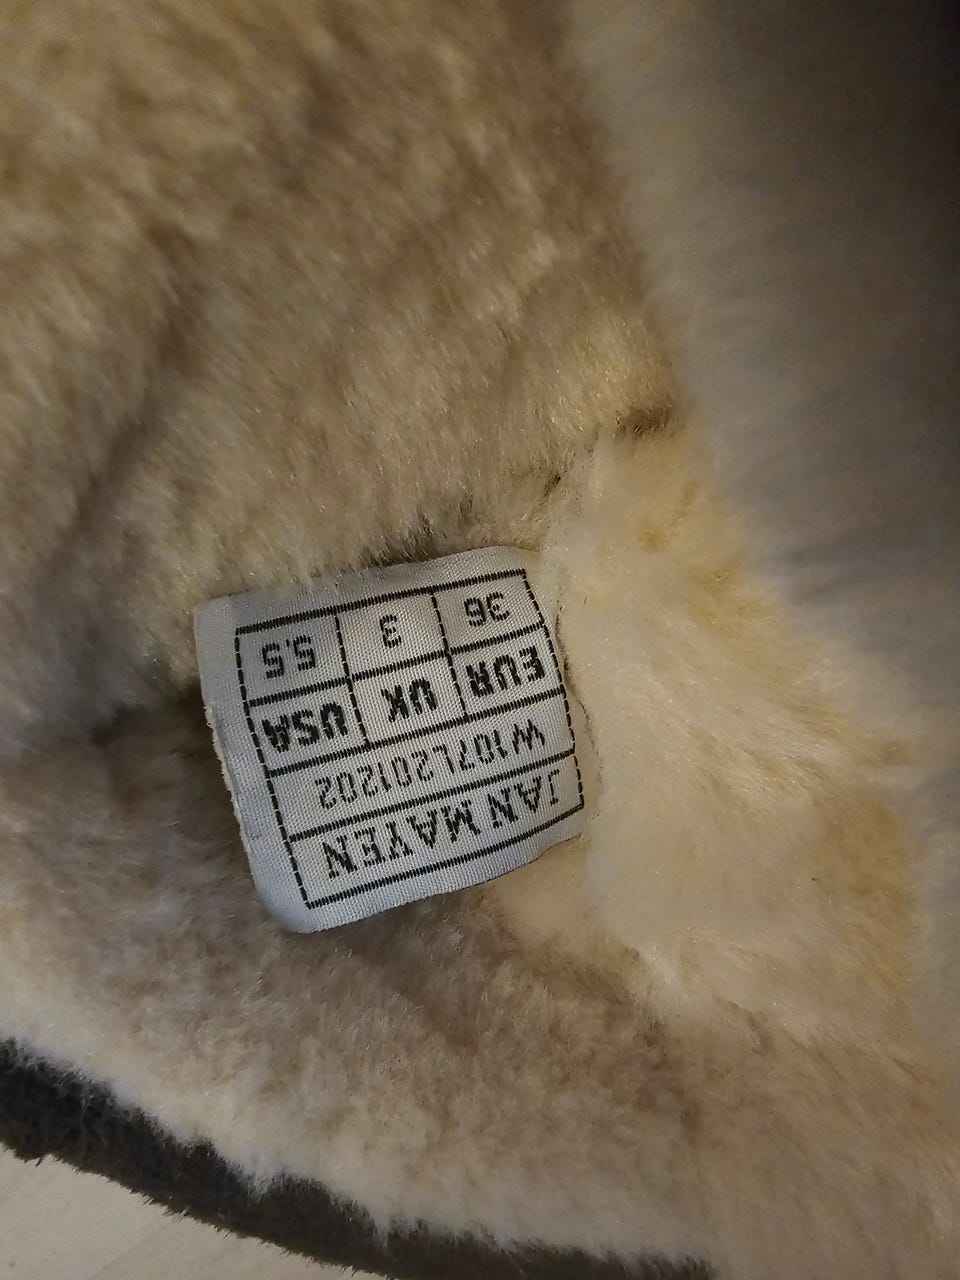 JAN MAYEN
W107L201202
EUR UK USA
36 3 5.5